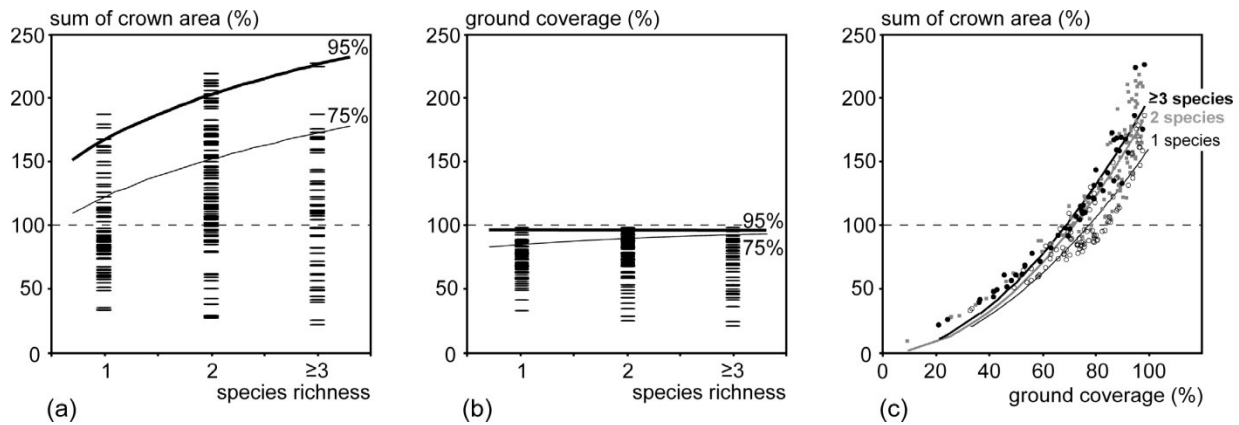 sum of crown area (%)
250
200
150
100
50
0
95%
75%
1
2
≥3
species richness
(a)
ground coverage (%)
250
200
150
100
50
0
95%
75%
1
2
≥3
species richness
(b)
sum of crown area (%)
250
200
150
100
50
0
≥3 species
2 species
1 species
0
20
40
60
80
100
120
ground coverage (%)
(c)